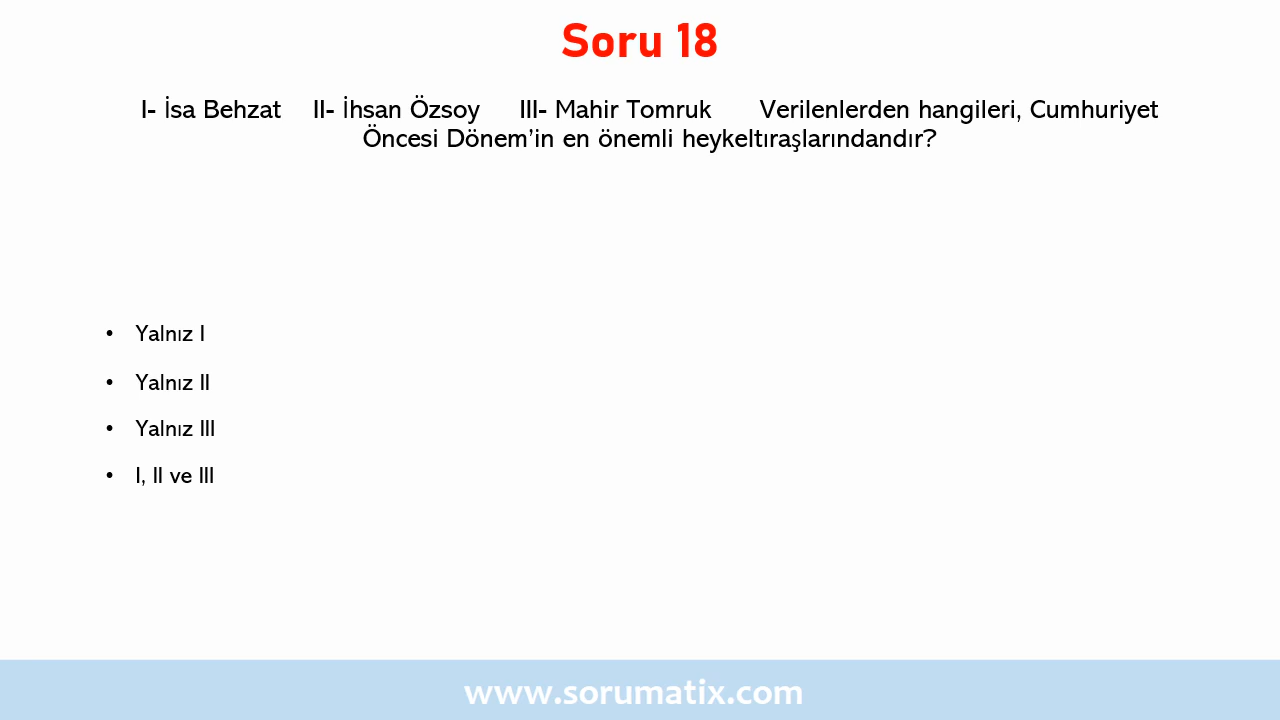 Soru 18
I- İsa Behzat II- İhsan Özsoy III- Mahir Tomruk Verilenlerden hangileri, Cumhuriyet
Öncesi Dönem’in en önemli heykeltıraşlarındandır?
• Yalnız I
• Yalnız II
• Yalnız III
• I, II ve III
www.sorumatix.com